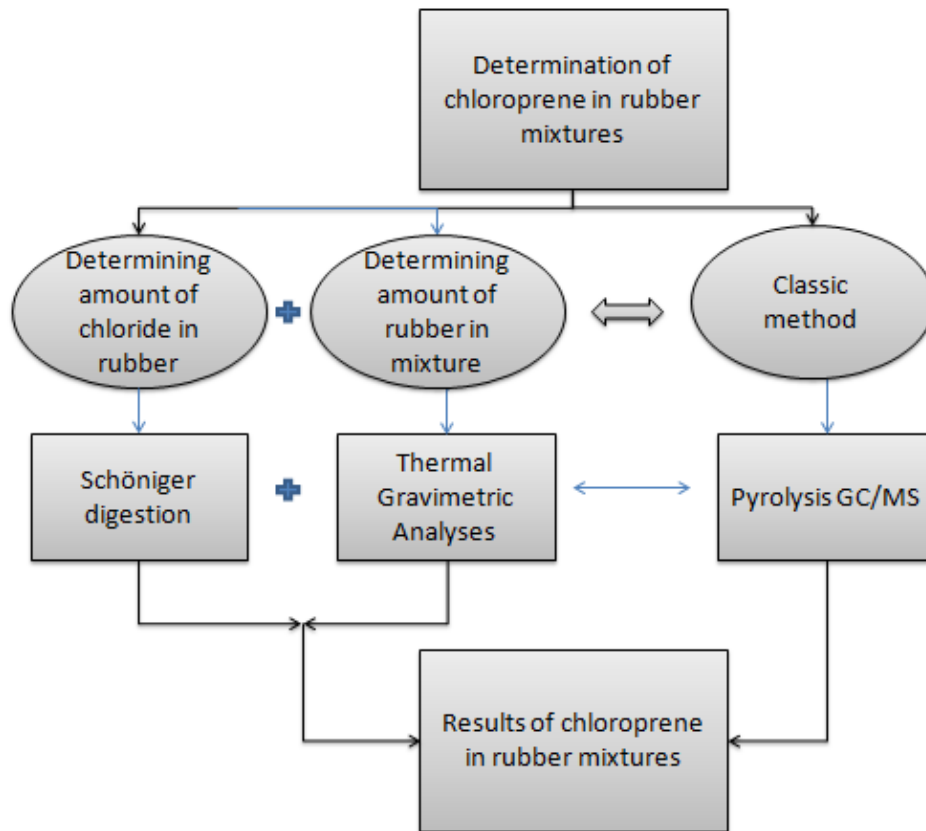 Determination of
chloroprene in rubber
mixtures
Determining
amount of
chloride in
rubber
Determining
amount of
rubber in
mixture
Classic
method
Schöniger
digestion
Thermal
Gravimetric
Analyses
Pyrolysis GC/MS
Results of chloroprene
in rubber mixtures